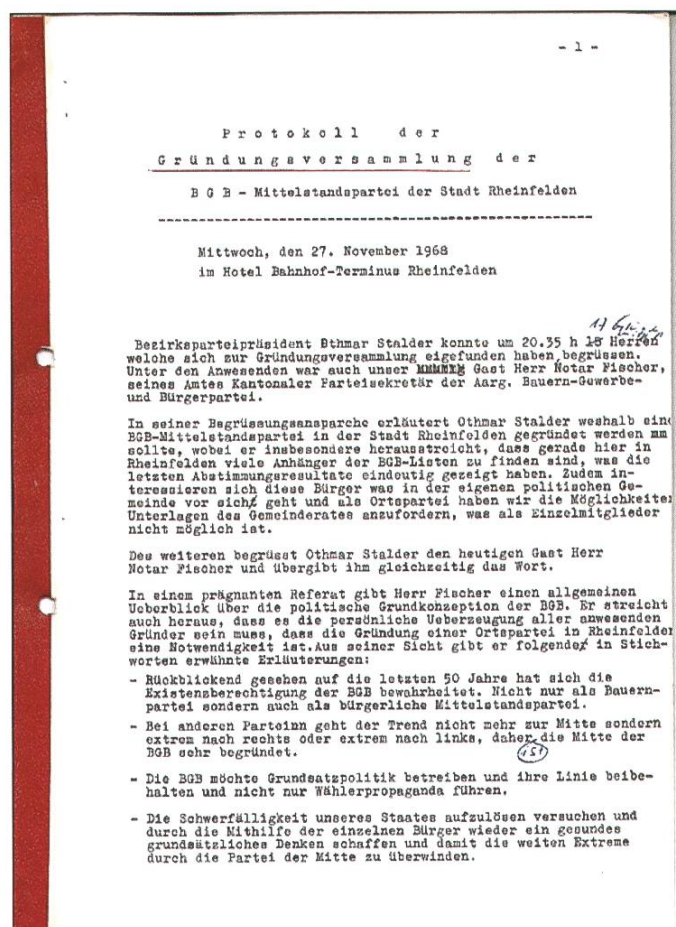 - 1 -
Protokoll der
Gründungsversammlung der
BGB - Mittelstandspartei der Stadt Rheinfelden
Mittwoch, den 27. November 1968
im Hotel Bahnhof-Terminus Rheinfelden
17
Bezirksparteipräsident Othmar Stalder konnte um 20.35 h Herren
welche sich zur Gründungsversammlung eigefunden haben, begrüssen.
Unter den Anwesenden war auch unser Gast Herr Notar Fischer,
seines Amtes Kantonaler Parteisekretär der Aarg. Bauern-Gewerbe-
und Bürgerpartei.
In seiner Begrüssungsansparche erläutert Othmar Stalder weshalb eine
BGB-Mittelstandspartei in der Stadt Rheinfelden gegründet werden mm
sollte, wobei er insbesondere herausstreicht, dass gerade hier in
Rheinfelden viele Anhänger der BGB-Listen zu finden sind, was die
letzten Abstimmungsresultate eindeutig gezeigt haben. Zudem in-
teressieren sich diese Bürger was in der eigenen politischen Ge-
meinde vor sich geht und als Ortspartei haben wir die Möglichkeiten
Unterlagen des Gemeinderates anzufordern, was als Einzelmitglieder
nicht möglich ist.
Des weiteren begrüsst Othmar Stalder den heutigen Gast Herr
Notar Fischer und übergibt ihm gleichzeitig das Wort.
In einem prägnanten Referat gibt Herr Fischer einen allgemeinen
Ueberblick über die politische Grundkonzeption der BGB. Er streicht
auch heraus, dass es die persönliche Ueberzeugung aller anwesenden
Gründer sein muss, dass die Gründung einer Ortspartei in Rheinfelden
eine Notwendigkeit ist.Aus seiner Sicht gibt er folgende in Stich-
worten erwähnte Erläuterungen:
- Rückblickend gesehen auf die letzten 50 Jahre hat sich die
Existenzberechtigung der BGB bewahrheitet. Nicht nur als Bauern-
partei sondern auch als bürgerliche Mittelstandspartei.
- Bei anderen Parteinn geht der Trend nicht mehr zur Mitte sondern
extrem nach rechts oder extrem nach links, daher die Mitte der
BGB sehr begründet. ist
- Die BGB möchte Grundsatzpolitik betreiben und ihre Linie beibe-
halten und nicht nur Wählerpropaganda führen.
- Die Schwerfälligkeit unseres Staates aufzulösen versuchen und
durch die Mithilfe der einzelnen Bürger wieder ein gesundes
grundsätzliches Denken schaffen und damit die weiten Extreme
durch die Partei der Mitte zu überwinden.